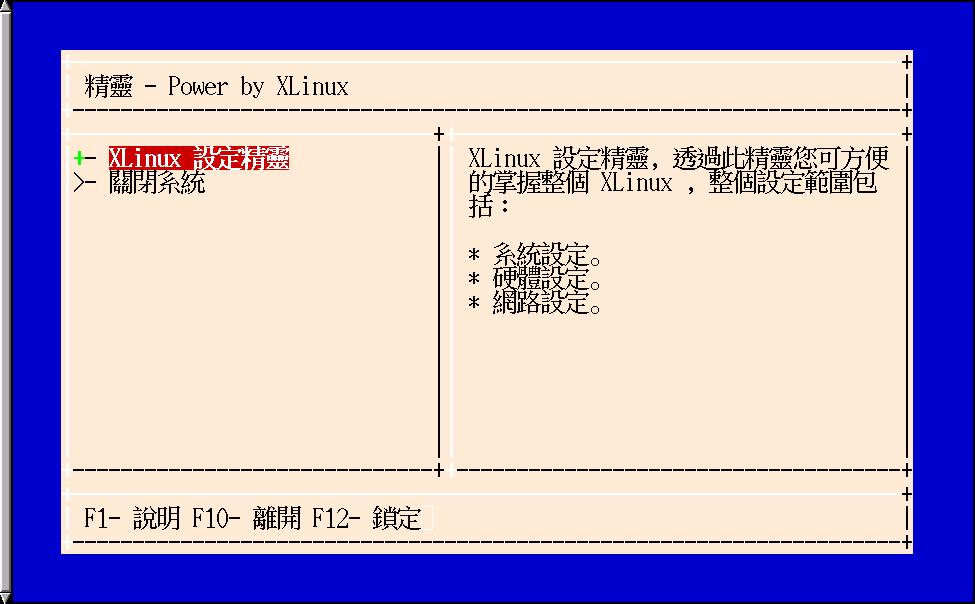 精靈 - Power by XLinux
+- XLinux 設定精靈
>- 關閉系統
XLinux 設定精靈, 透過此精靈您可方便
的掌握整個 XLinux , 整個設定範圍包
括：
* 系統設定。
* 硬體設定。
* 網路設定。
F1- 說明 F10- 離開 F12- 鎖定